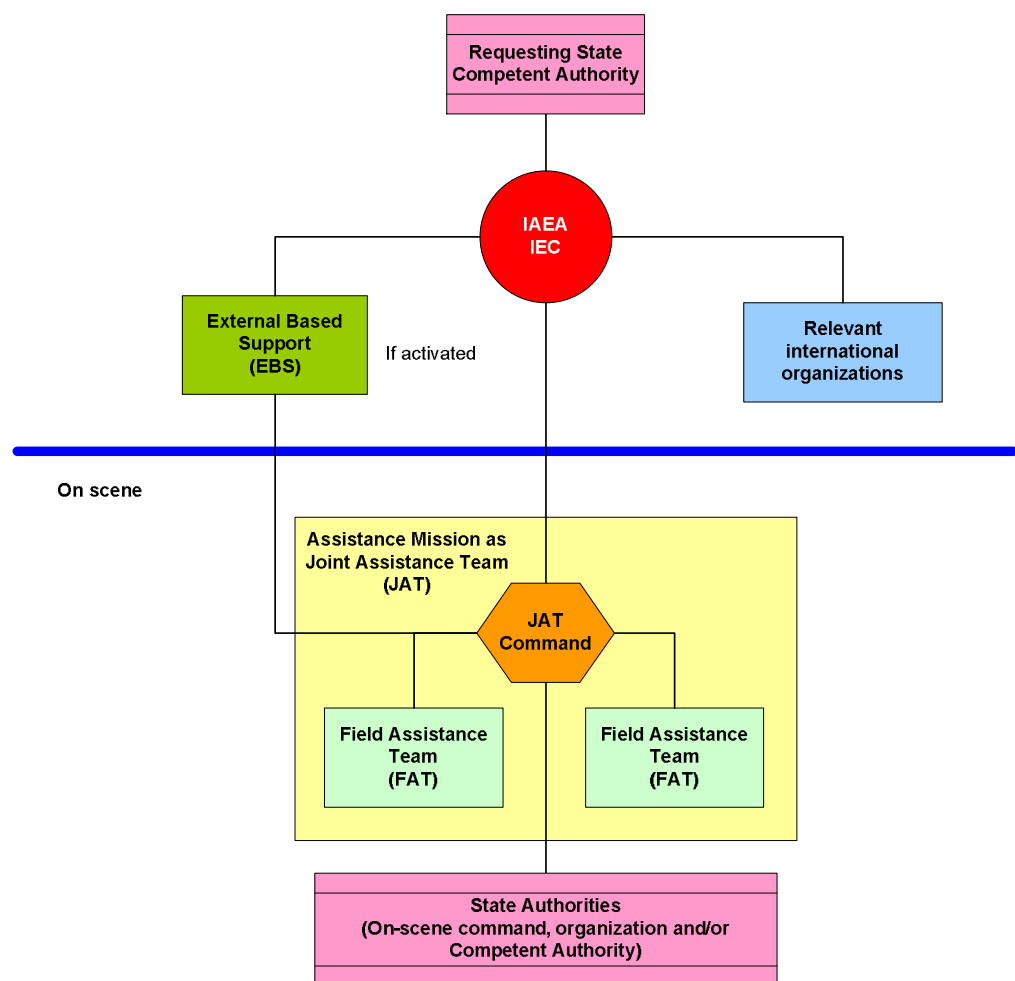 Requesting State
Competent Authority
IAEA
IEC
External Based
Support
(EBS)
If activated
Relevant
international
organizations
On scene
Assistance Mission as
Joint Assistance Team
(JAT)
JAT
Command
Field Assistance
Team
(FAT)
Field Assistance
Team
(FAT)
State Authorities
(On-scene command, organization and/or
Competent Authority)